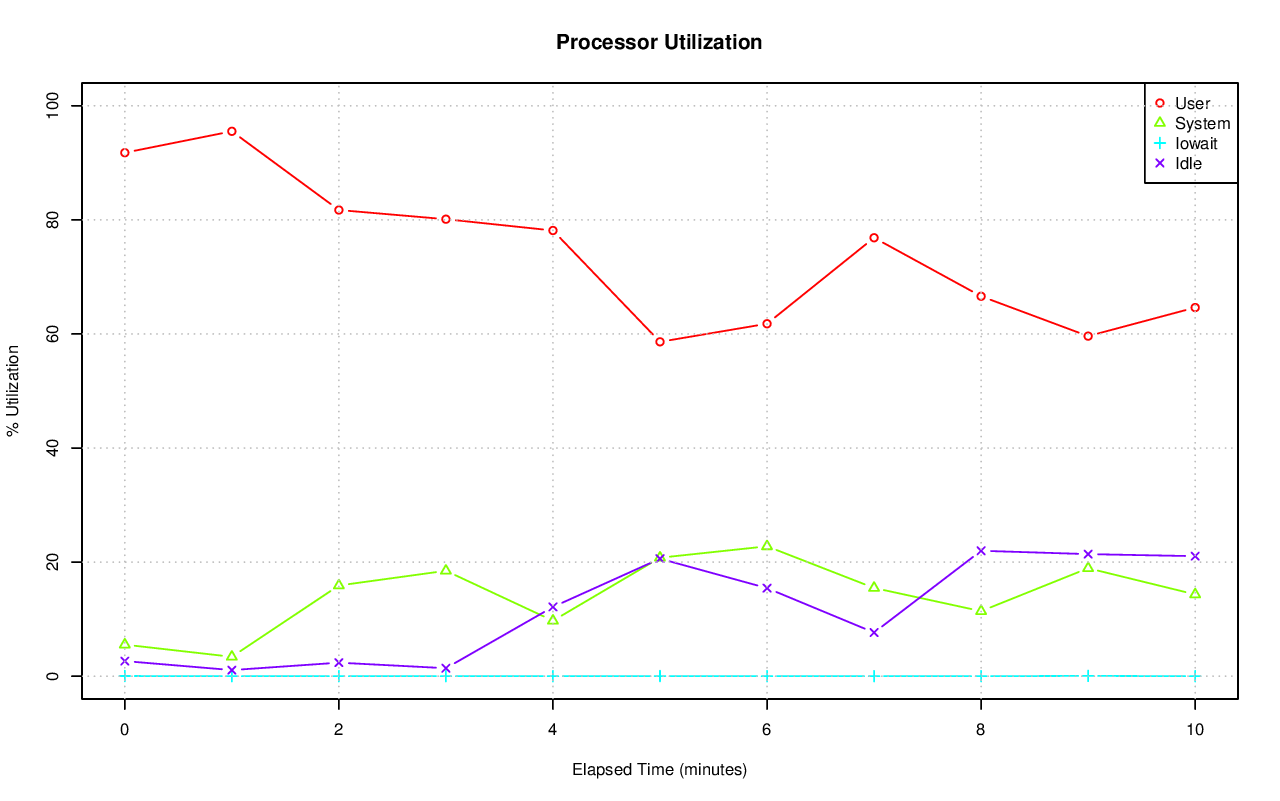 Processor Utilization
User
System
Iowait
Idle
100
80
60
40
20
0
% Utilization
0 2 4 6 8 10
Elapsed Time (minutes)